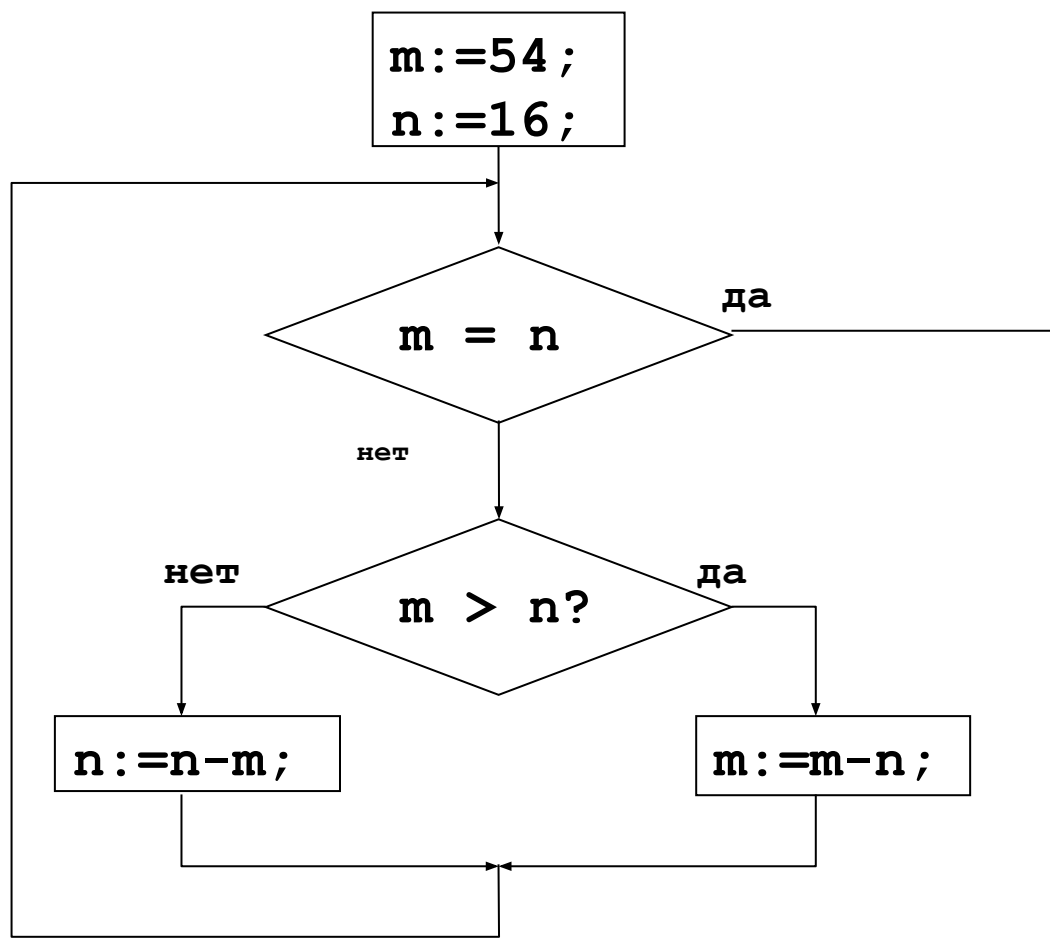 m:=54;
n:=16;
да
m = n
нет
нет
да
m > n?
n:=n-m;
m:=m-n;